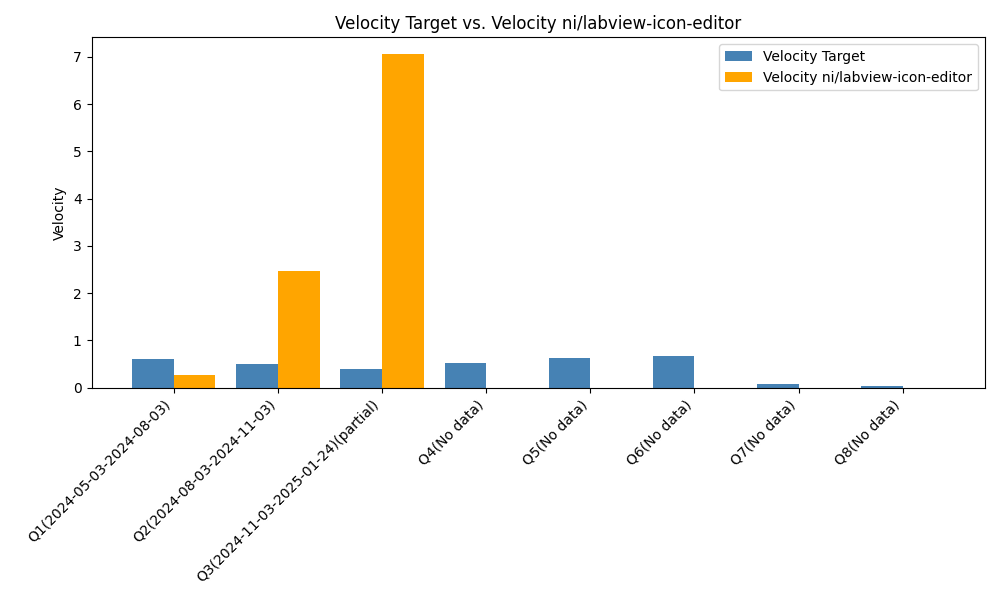 Velocity Target vs. Velocity ni/labview-icon-editor
Velocity Target
Velocity ni/labview-icon-editor
Velocity
7
6
5
4
3
2
1
0
Q1(2024-05-03-2024-08-03)
Q2(2024-08-03-2024-11-03)
Q3(2024-11-03-2025-01-24)(partial)
Q4(No data)
Q5(No data)
Q6(No data)
Q7(No data)
Q8(No data)